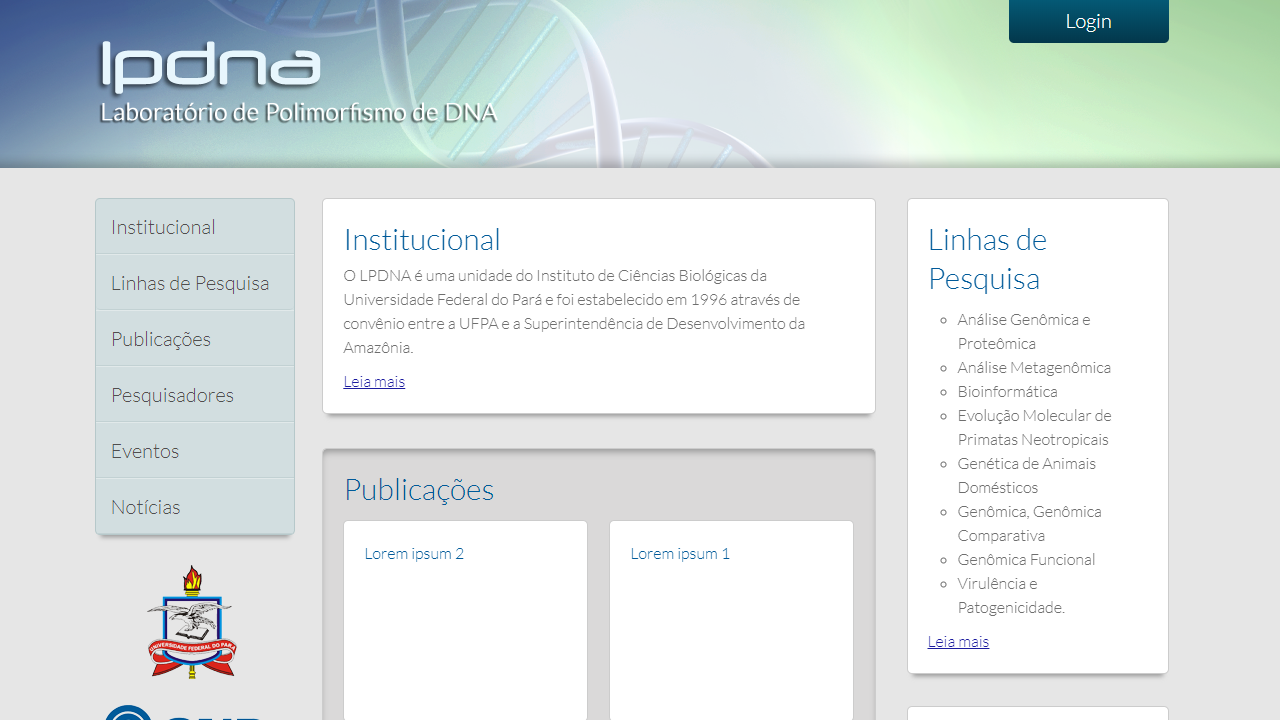 Login
lpdna
Laboratório de Polimorfismo de DNA
Institucional
Linhas de Pesquisa
Publicações
Pesquisadores
Eventos
Notícias
UNIVERSIDADE FEDERAL DO PARÁ
Institucional
O LPDNA é uma unidade do Instituto de Ciências Biológicas da
Universidade Federal do Pará e foi estabelecido em 1996 através de
convênio entre a UFPA e a Superintendência de Desenvolvimento da
Amazônia.
Leia mais
Publicações
Lorem ipsum 2
Lorem ipsum 1
Linhas de
Pesquisa
Análise Genômica e
Proteômica
Análise Metagenômica
Bioinformática
Evolução Molecular de
Primatas Neotropicais
Genética de Animais
Domésticos
Genômica, Genômica
Comparativa
Genômica Funcional
Virulência e
Patogenicidade.
Leia mais